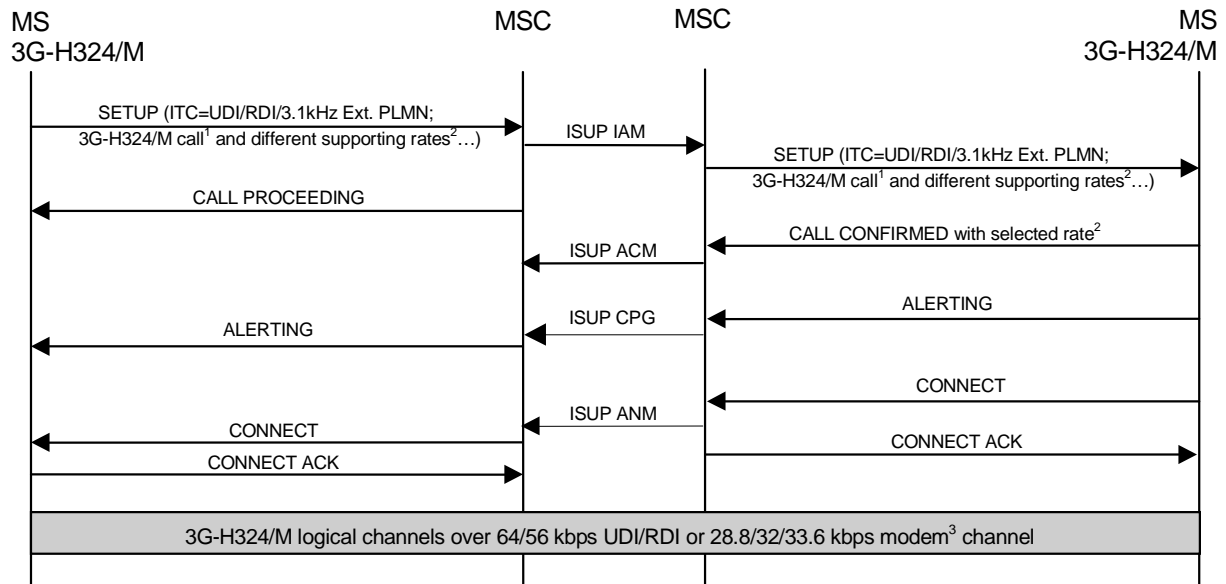 MS
3G-H324/M
MSC
MSC
MS
3G-H324/M
SETUP (ITC=UDI/RDI/3.1kHz Ext. PLMN;
3G-H324/M call¹ and different supporting rates²…)
ISUP IAM
SETUP (ITC=UDI/RDI/3.1kHz Ext. PLMN;
3G-H324/M call¹ and different supporting rates²…)
CALL PROCEEDING
CALL CONFIRMED with selected rate²
ISUP ACM
ALERTING
ISUP CPG
ALERTING
CONNECT
ISUP ANM
CONNECT
CONNECT ACK
CONNECT ACK
3G-H324/M logical channels over 64/56 kbps UDI/RDI or 28.8/32/33.6 kbps modem³ channel